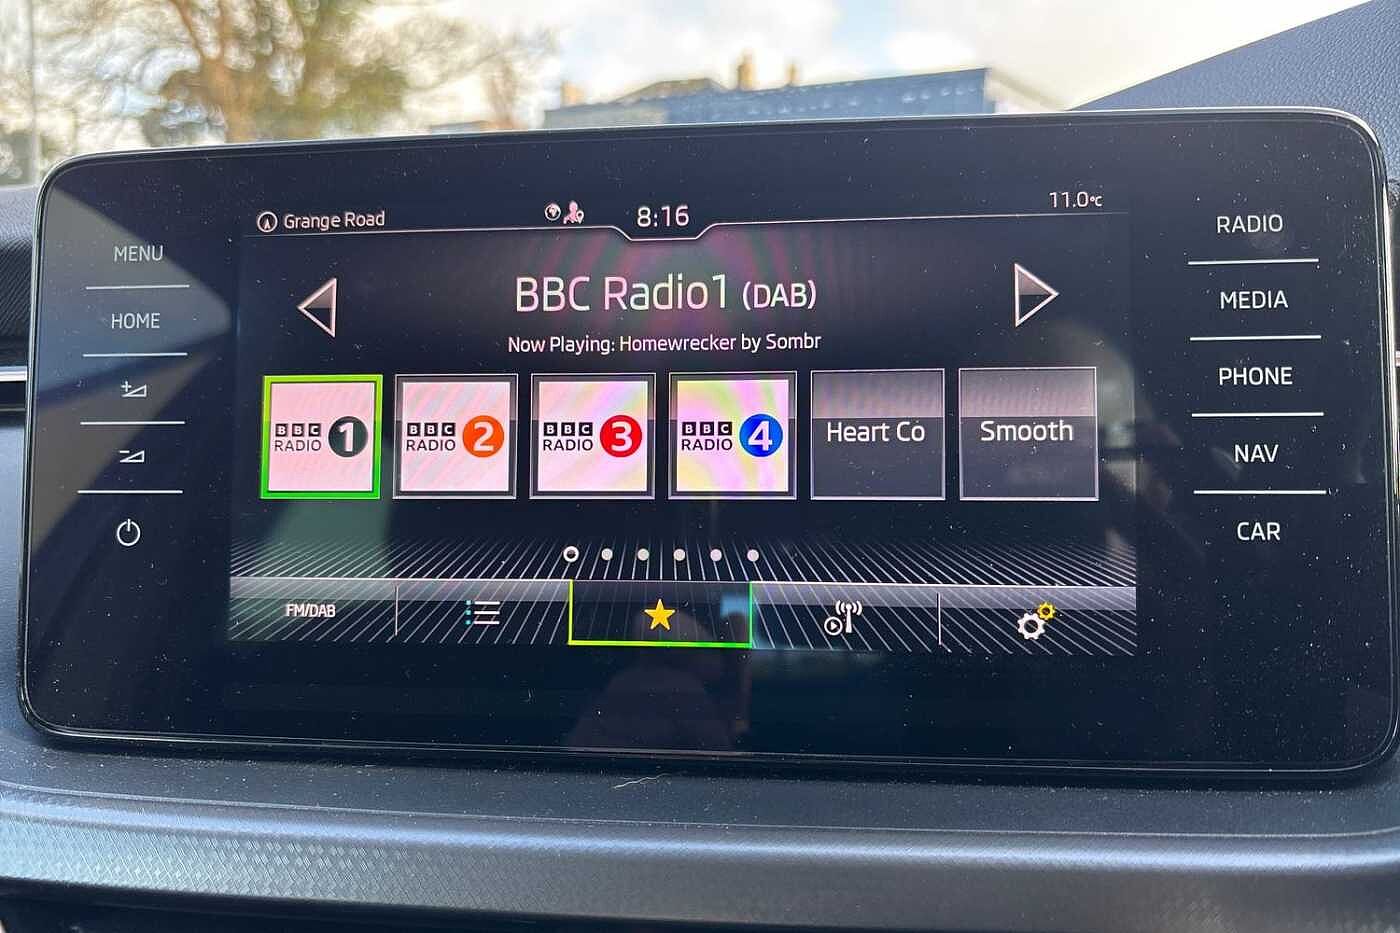 Grange Road
8:16
11.0°C
BBC Radio1 (DAB)
Now Playing: Homewrecker by Sombr
BBC
RADIO 1
BBC
RADIO 2
BBC
RADIO 3
BBC
RADIO 4
Heart Co
Smooth
FM/DAB
MENU
HOME
RADIO
MEDIA
PHONE
NAV
CAR